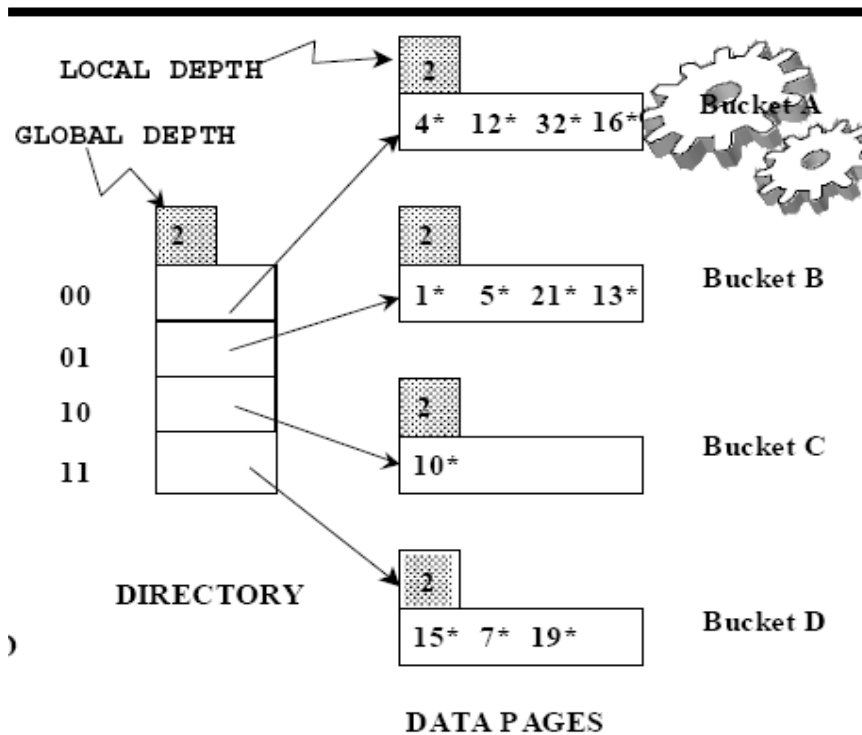 LOCAL DEPTH
2
4* 12* 32* 16*
Bucket A
GLOBAL DEPTH
2
00
01
10
11
2
1* 5* 21* 13*
Bucket B
2
10*
Bucket C
2
15* 7* 19*
Bucket D
DIRECTORY
DATA PAGES